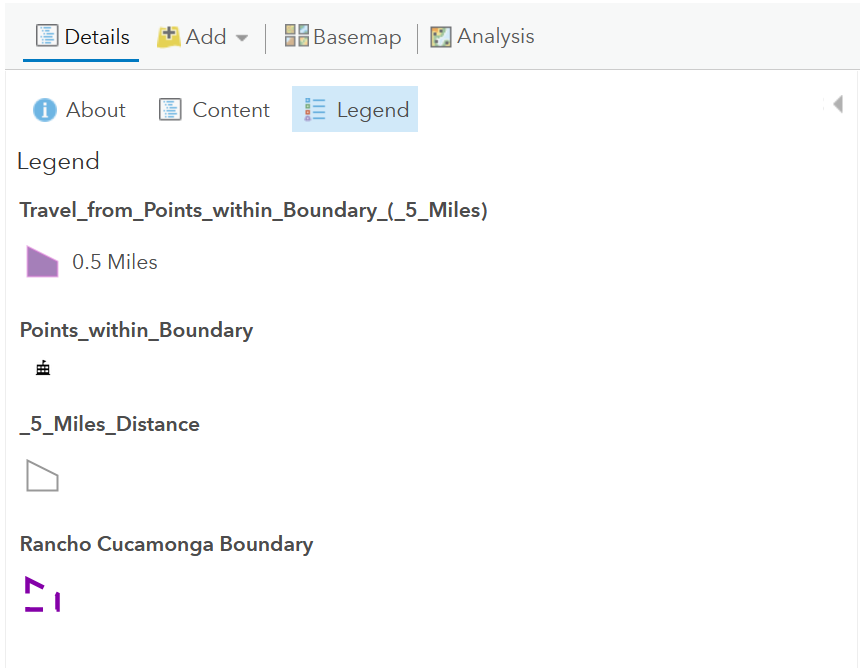 Details Add Basemap Analysis
About Content Legend
Legend
Travel_from_Points_within_Boundary_(_5_Miles)
0.5 Miles
Points_within_Boundary
_5_Miles_Distance
Rancho Cucamonga Boundary